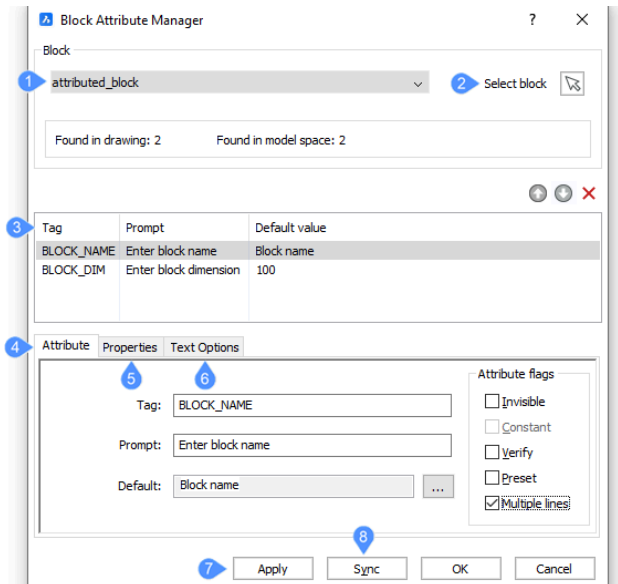 Block Attribute Manager ? 
Block
1 attributed_block 2 Select block
Found in drawing: 2 Found in model space: 2
3 Tag Prompt Default value
BLOCK_NAME Enter block name Block name
BLOCK_DIM Enter block dimension 100
4 Attribute Properties Text Options
5 6 Attribute flags
Tag: BLOCK_NAME Invisible
Constant
Prompt: Enter block name Verify
Default: Block name ... Preset
Multiple lines
8
7 Apply Sync OK Cancel